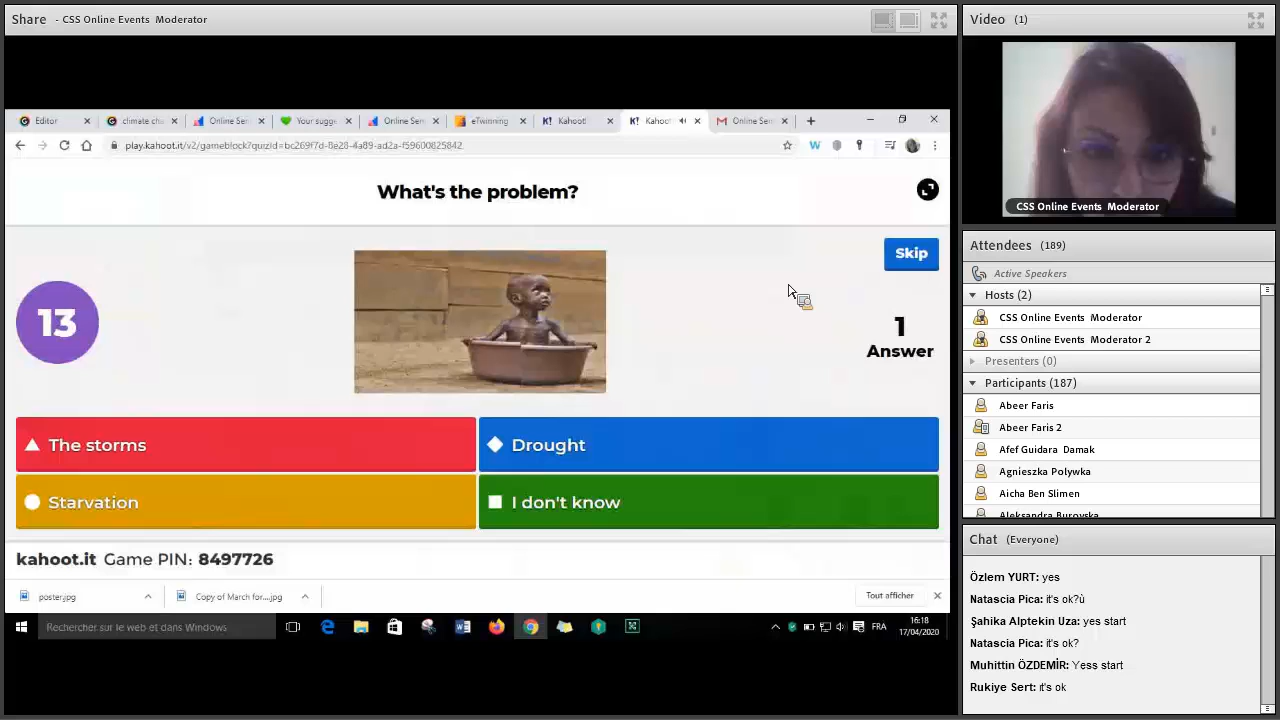 Share - CSS Online Events Moderator
Editor
climate cha
Online Sem
Your sugge
Online Sem
eTwinning
Kahoot!
Kahoot
Online Sem
play.kahoot.it/v2/gameblock?quizId=bc269f7d-8e28-4a89-ad2a-f59600825842
What's the problem?
Skip
13
1
Answer
The storms
Drought
Starvation
I don't know
kahoot.it Game PIN: 8497726
poster.jpg
Copy of March for....jpg
Tout afficher
Rechercher sur le web et dans Windows
FRA
16:18
17/04/2020
Video (1)
CSS Online Events Moderator
Attendees (189)
Active Speakers
Hosts (2)
CSS Online Events Moderator
CSS Online Events Moderator 2
Presenters (0)
Participants (187)
Abeer Faris
Abeer Faris 2
Afef Guidara Damak
Agnieszka Polywka
Aicha Ben Slimen
Aleksandra Burovska
Chat (Everyone)
Özlem YURT: yes
Natascia Pica: it's ok?ù
Şahika Alptekin Uza: yes start
Natascia Pica: it's ok?
Muhittin ÖZDEMİR: Yess start
Rukiye Sert: it's ok